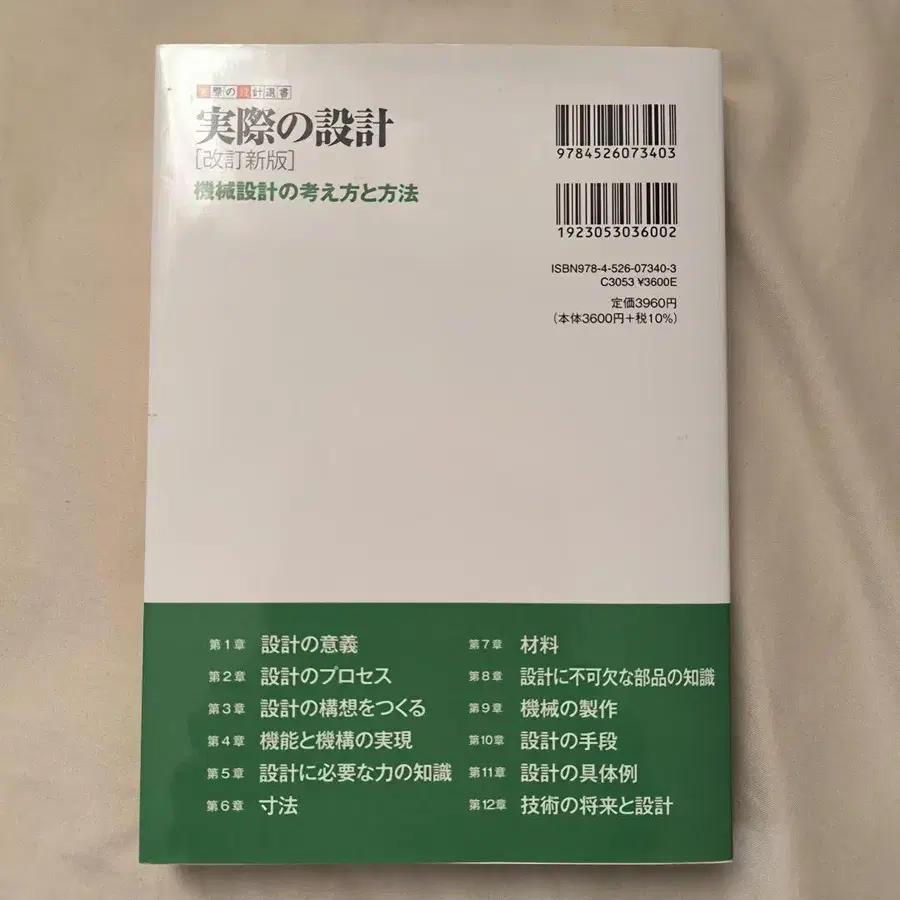 実際の設計選書
実際の設計
[改訂新版]
機械設計の考え方と方法
9784526073403
1923053036002
ISBN978-4-526-07340-3
C3053 ¥3600E
定価3960円
(本体3600円+税10%)
第1章 設計の意義
第2章 設計のプロセス
第3章 設計の構想をつくる
第4章 機能と機構の実現
第5章 設計に必要な力の知識
第6章 寸法
第7章 材料
第8章 設計に不可欠な部品の知識
第9章 機械の製作
第10章 設計の手段
第11章 設計の具体例
第12章 技術の将来と設計